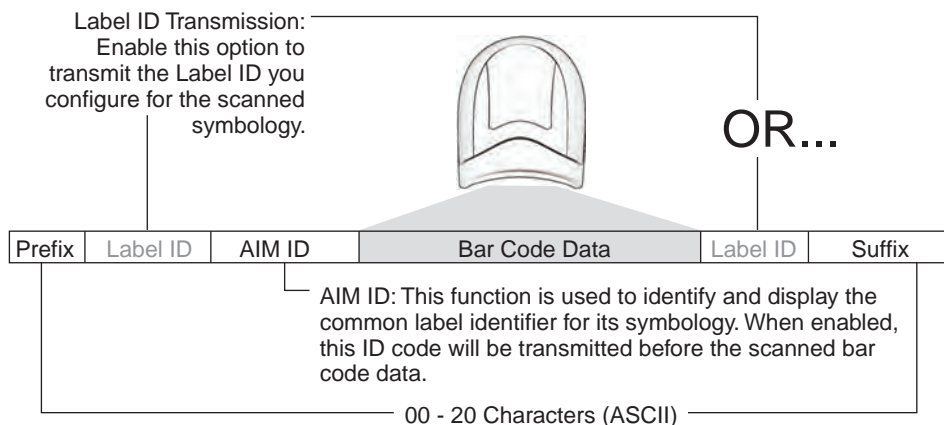 Label ID Transmission:
Enable this option to
transmit the Label ID you
configure for the scanned
symbology.
OR...
Prefix Label ID AIM ID Bar Code Data Label ID Suffix
AIM ID: This function is used to identify and display the
common label identifier for its symbology. When enabled,
this ID code will be transmitted before the scanned bar
code data.
00 - 20 Characters (ASCII)